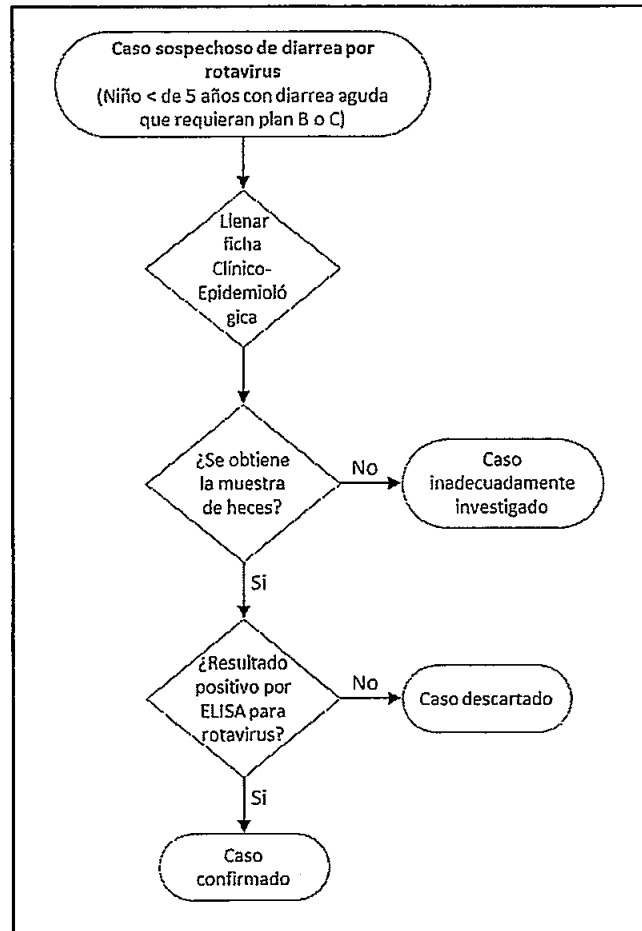 Caso sospechoso de diarrea por
rotavirus
(Niño < de 5 años con diarrea aguda
que requieran plan B o C)
Llenar
ficha
Clínico-
Epidemioló
gica
¿Se obtiene
la muestra
de heces?
No
Caso
inadecuadamente
investigado
Si
¿Resultado
positivo por
ELISA para
rotavirus?
No
Caso descartado
Si
Caso
confirmado